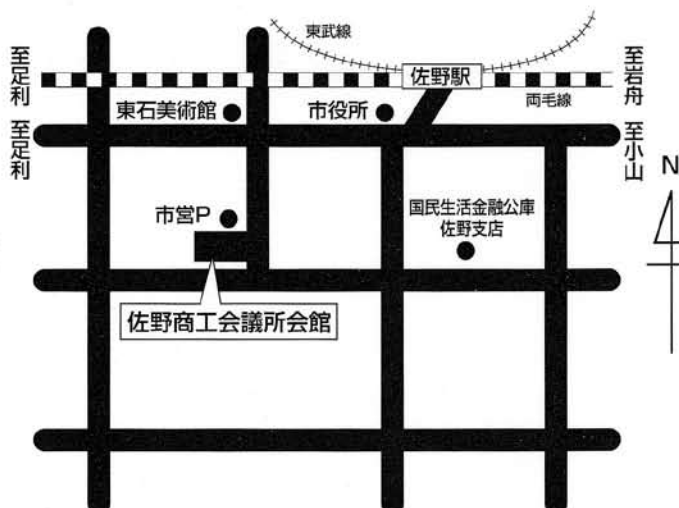 東武線
至足利
佐野駅
至岩舟
両毛線
東石美術館
市役所
至足利
至小山
N
市営P
国民生活金融公庫
佐野支店
佐野商工会議所会館